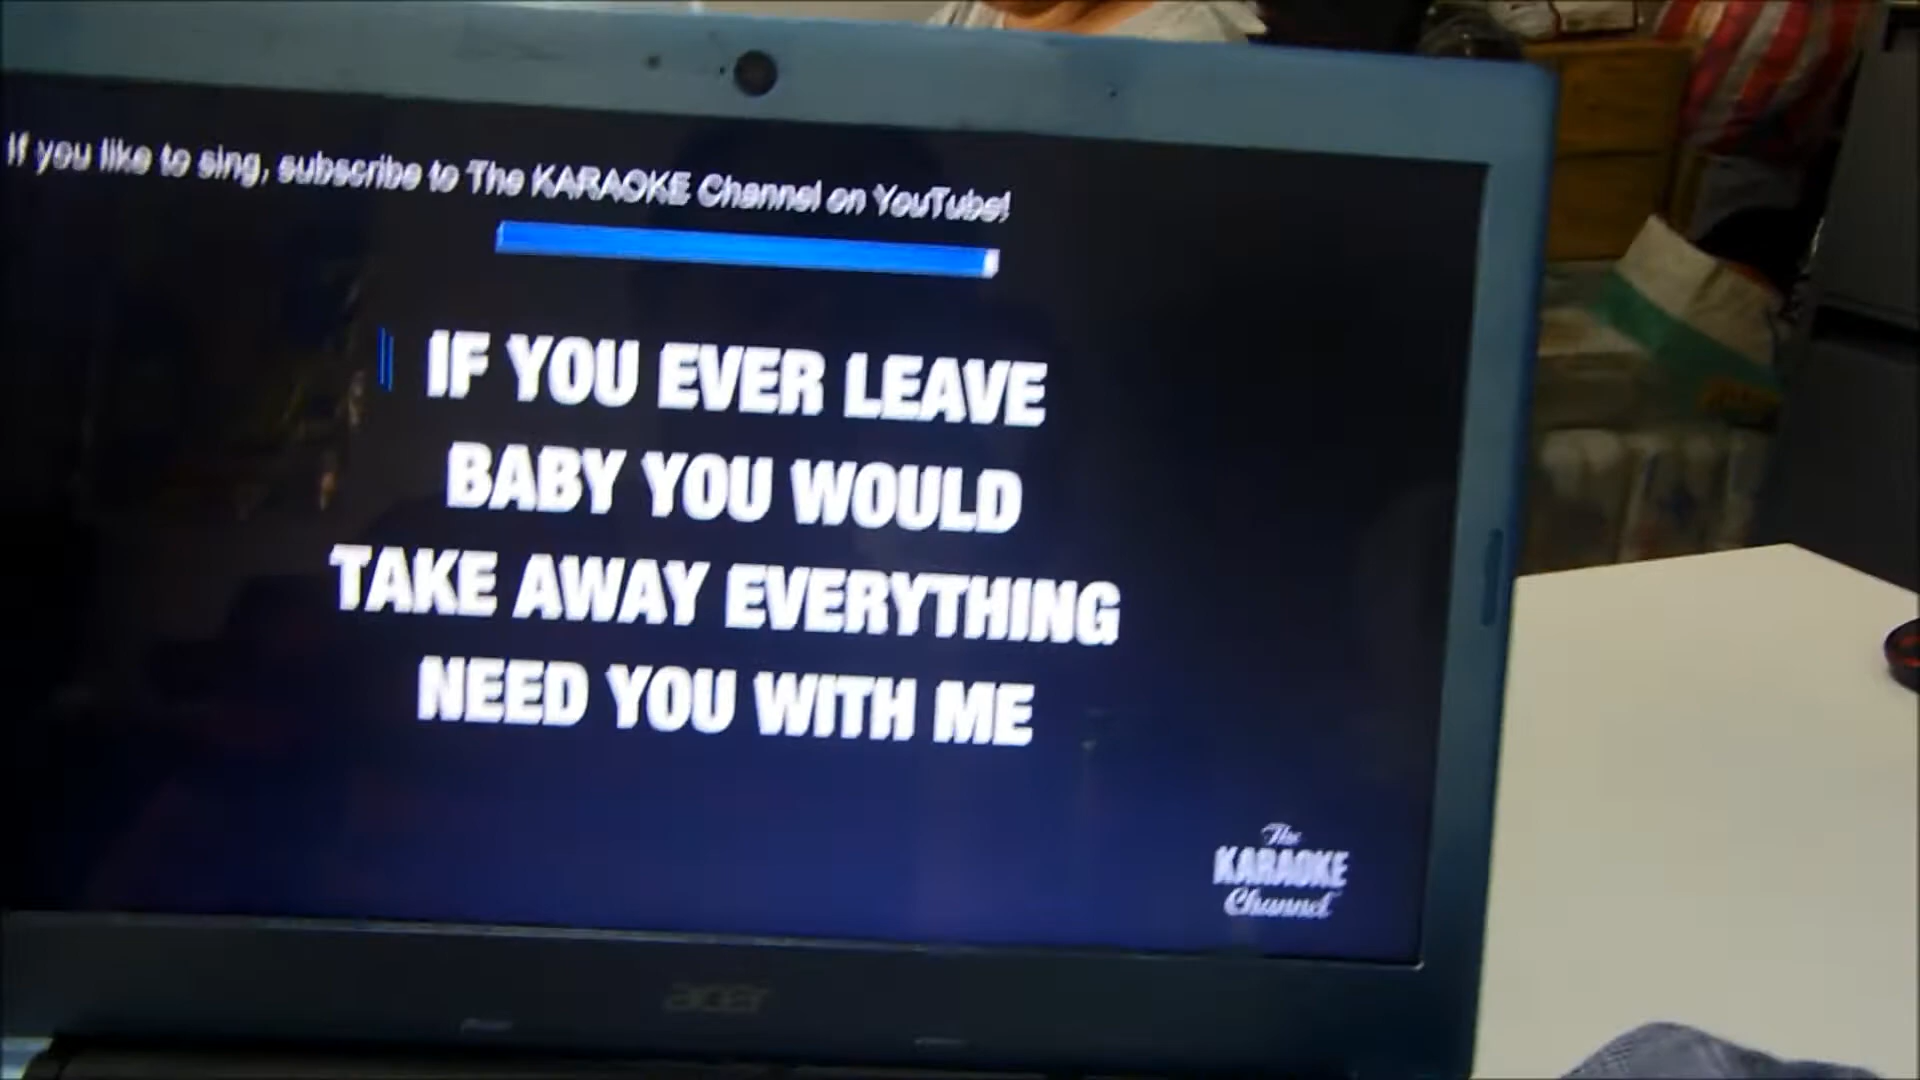 If you like to sing, subscribe to The KARAOKE Channel on YouTube!
IF YOU EVER LEAVE
BABY YOU WOULD
TAKE AWAY EVERYTHING
NEED YOU WITH ME
The
KARAOKE
Channel
acer